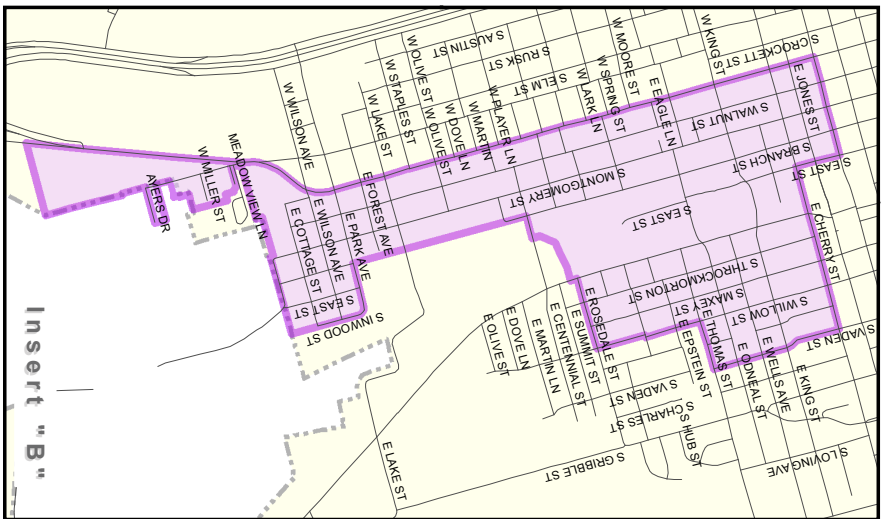 S AUSTIN ST
S RUSK ST
S ELM ST
S CROCKETT ST
W KING ST
W MOORE ST
W SPRING ST
W LARK LN
E EAGLE LN
E JONES ST
W OLIVE ST
W STAPLES ST
W LAKE ST
W WILSON AVE
W OLIVE ST
W DOVE LN
W MARTIN
W PLAYER LN
S WALNUT ST
S BRANCH ST
S EAST ST
S MONTGOMERY ST
MEADOW VIEW LN
W MILLER ST
AYERS DR
E FOREST AVE
E PARK AVE
E WILSON AVE
E COTTAGE ST
S EAST ST
S INWOOD ST
S EAST ST
E CHERRY ST
S THROCKMORTON ST
S MAXEY ST
S WILLOW ST
S VADEN ST
E ROSEDALE ST
E SUMMIT ST
E CENTENNIAL ST
E MARTIN LN
E DOVE LN
E OLIVE ST
E THOMAS ST
E EPSTEIN ST
E ODNEAL ST
E WELLS AVE
E KING ST
S VADEN ST
S CHARLES ST
S HUB ST
S GRIBBLE ST
S LOVING AVE
E LAKE ST
Insert "B"